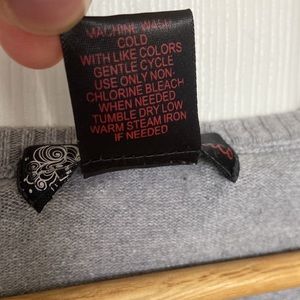 MACHINE WASH
COLD
WITH LIKE COLORS
GENTLE CYCLE
USE ONLY NON-
CHLORINE BLEACH
WHEN NEEDED
TUMBLE DRY LOW
WARM STEAM IRON
IF NEEDED